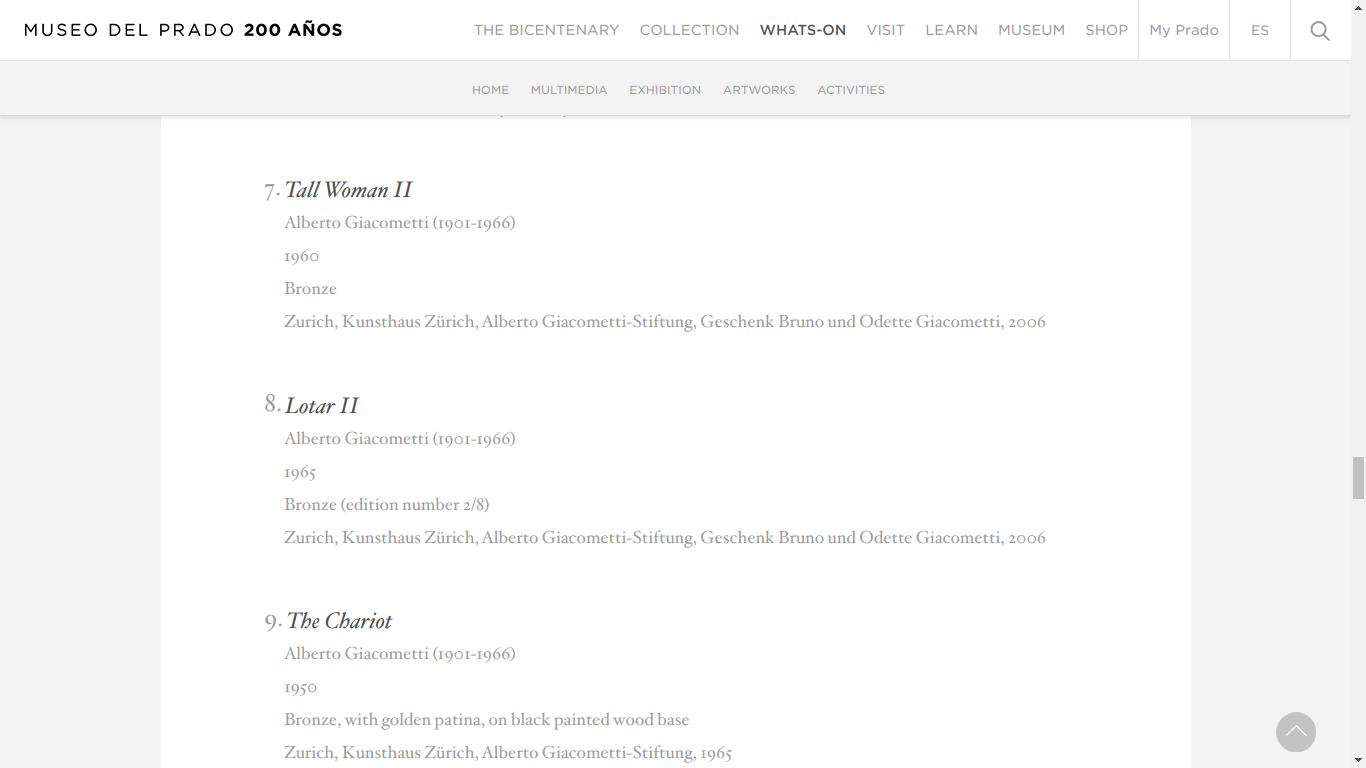 MUSEO DEL PRADO 200 AÑOS
THE BICENTENARY COLLECTION WHATS-ON VISIT LEARN MUSEUM SHOP My Prado ES
HOME MULTIMEDIA EXHIBITION ARTWORKS ACTIVITIES
7. Tall Woman II
Alberto Giacometti (1901-1966)
1960
Bronze
Zurich, Kunsthaus Zürich, Alberto Giacometti-Stiftung, Geschenk Bruno und Odette Giacometti, 2006
8. Lotar II
Alberto Giacometti (1901-1966)
1965
Bronze (edition number 2/8)
Zurich, Kunsthaus Zürich, Alberto Giacometti-Stiftung, Geschenk Bruno und Odette Giacometti, 2006
9. The Chariot
Alberto Giacometti (1901-1966)
1950
Bronze, with golden patina, on black painted wood base
Zurich, Kunsthaus Zürich, Alberto Giacometti-Stiftung, 1965